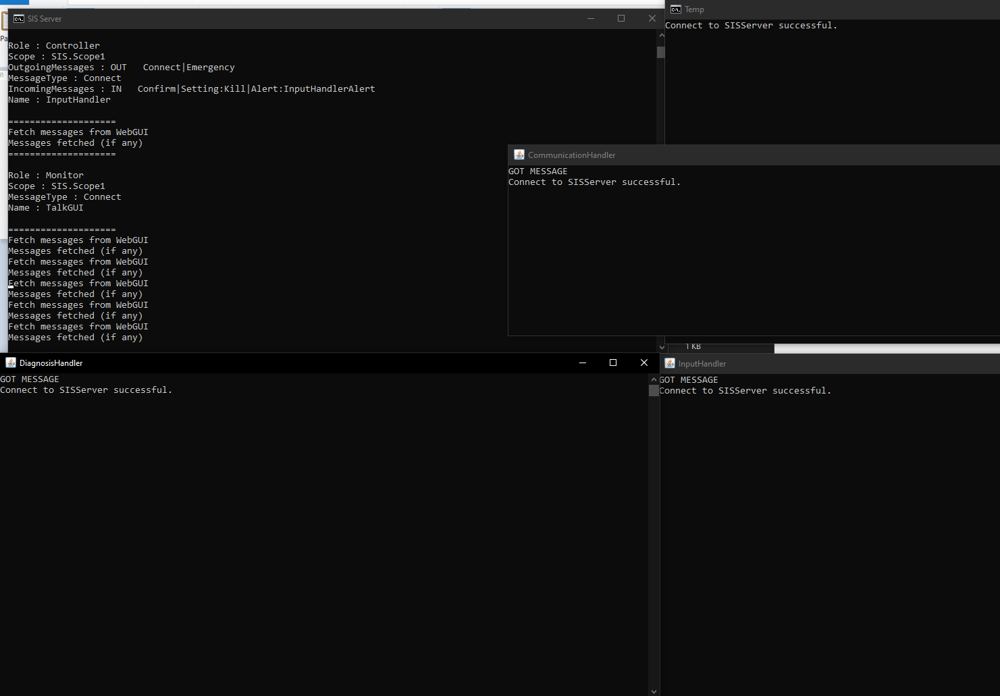 Pa
SIS Server
Role : Controller
Scope : SIS.Scope1
OutgoingMessages : OUT   Connect|Emergency
MessageType : Connect
IncomingMessages : IN   Confirm|Setting:Kill|Alert:InputHandlerAlert
Name : InputHandler
====================
Fetch messages from WebGUI
Messages fetched (if any)
====================
Role : Monitor
Scope : SIS.Scope1
MessageType : Connect
Name : TalkGUI
====================
Fetch messages from WebGUI
Messages fetched (if any)
Fetch messages from WebGUI
Messages fetched (if any)
Fetch messages from WebGUI
Messages fetched (if any)
Fetch messages from WebGUI
Messages fetched (if any)
Fetch messages from WebGUI
Messages fetched (if any)
Temp
Connect to SISServer successful.
CommunicationHandler
GOT MESSAGE
Connect to SISServer successful.
1 KB
DiagnosisHandler
GOT MESSAGE
Connect to SISServer successful.
InputHandler
GOT MESSAGE
Connect to SISServer successful.